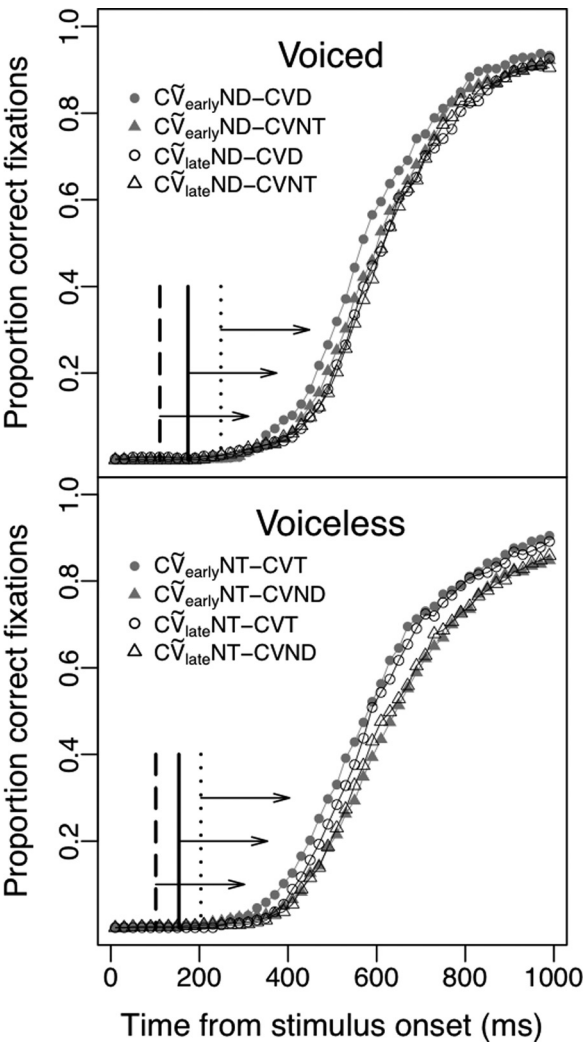 Voiced
CṼearlyND–CVD
CṼearlyND–CVNT
CṼlateND–CVD
CṼlateND–CVNT
Proportion correct fixations
1.0
0.8
0.6
0.4
0.2
Voiceless
CṼearlyNT–CVT
CṼearlyNT–CVND
CṼlateNT–CVT
CṼlateNT–CVND
Proportion correct fixations
1.0
0.8
0.6
0.4
0.2
0 200 400 600 800 1000
Time from stimulus onset (ms)